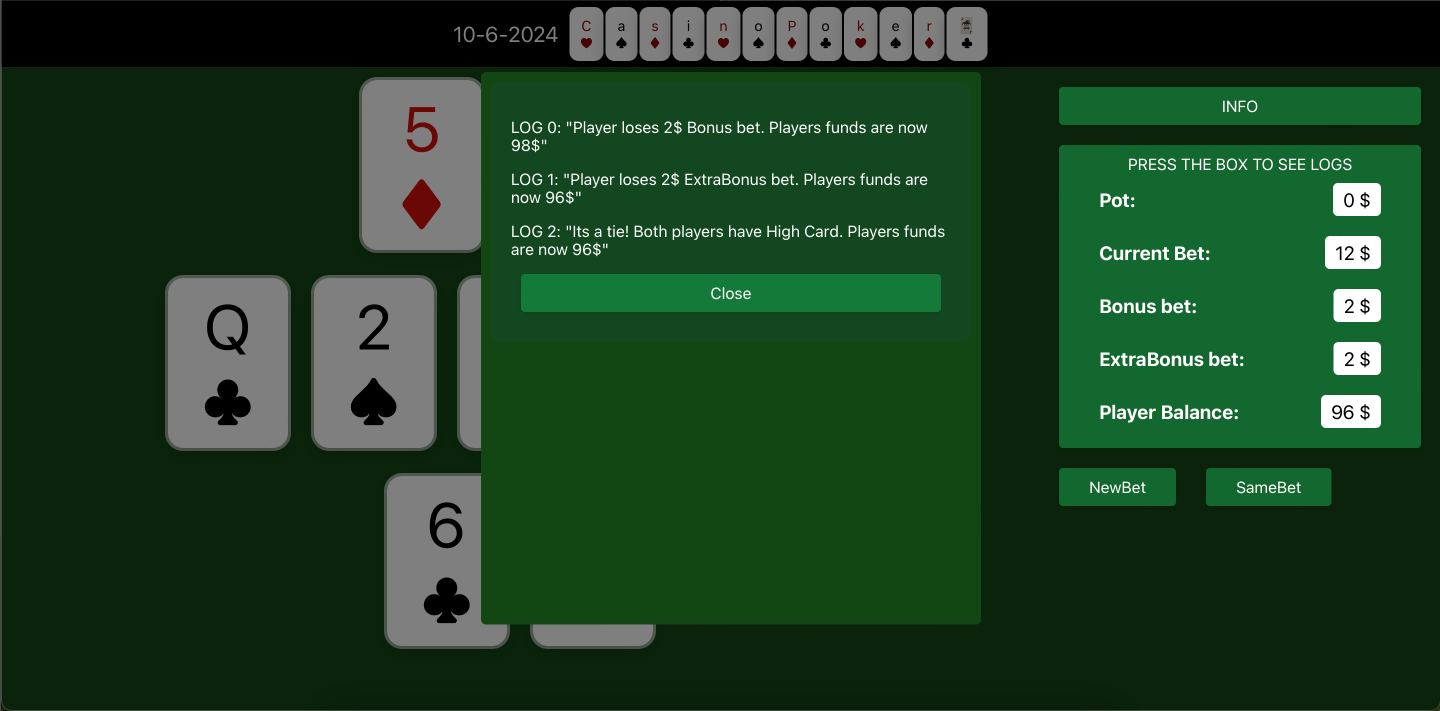 10-6-2024 C a s i n o P o k e r
LOG 0: "Player loses 2$ Bonus bet. Players funds are now
98$"
LOG 1: "Player loses 2$ ExtraBonus bet. Players funds are
now 96$"
LOG 2: "Its a tie! Both players have High Card. Players funds
are now 96$"
Close
5
Q 2
6
INFO
PRESS THE BOX TO SEE LOGS
Pot: 0 $
Current Bet: 12 $
Bonus bet: 2 $
ExtraBonus bet: 2 $
Player Balance: 96 $
NewBet SameBet